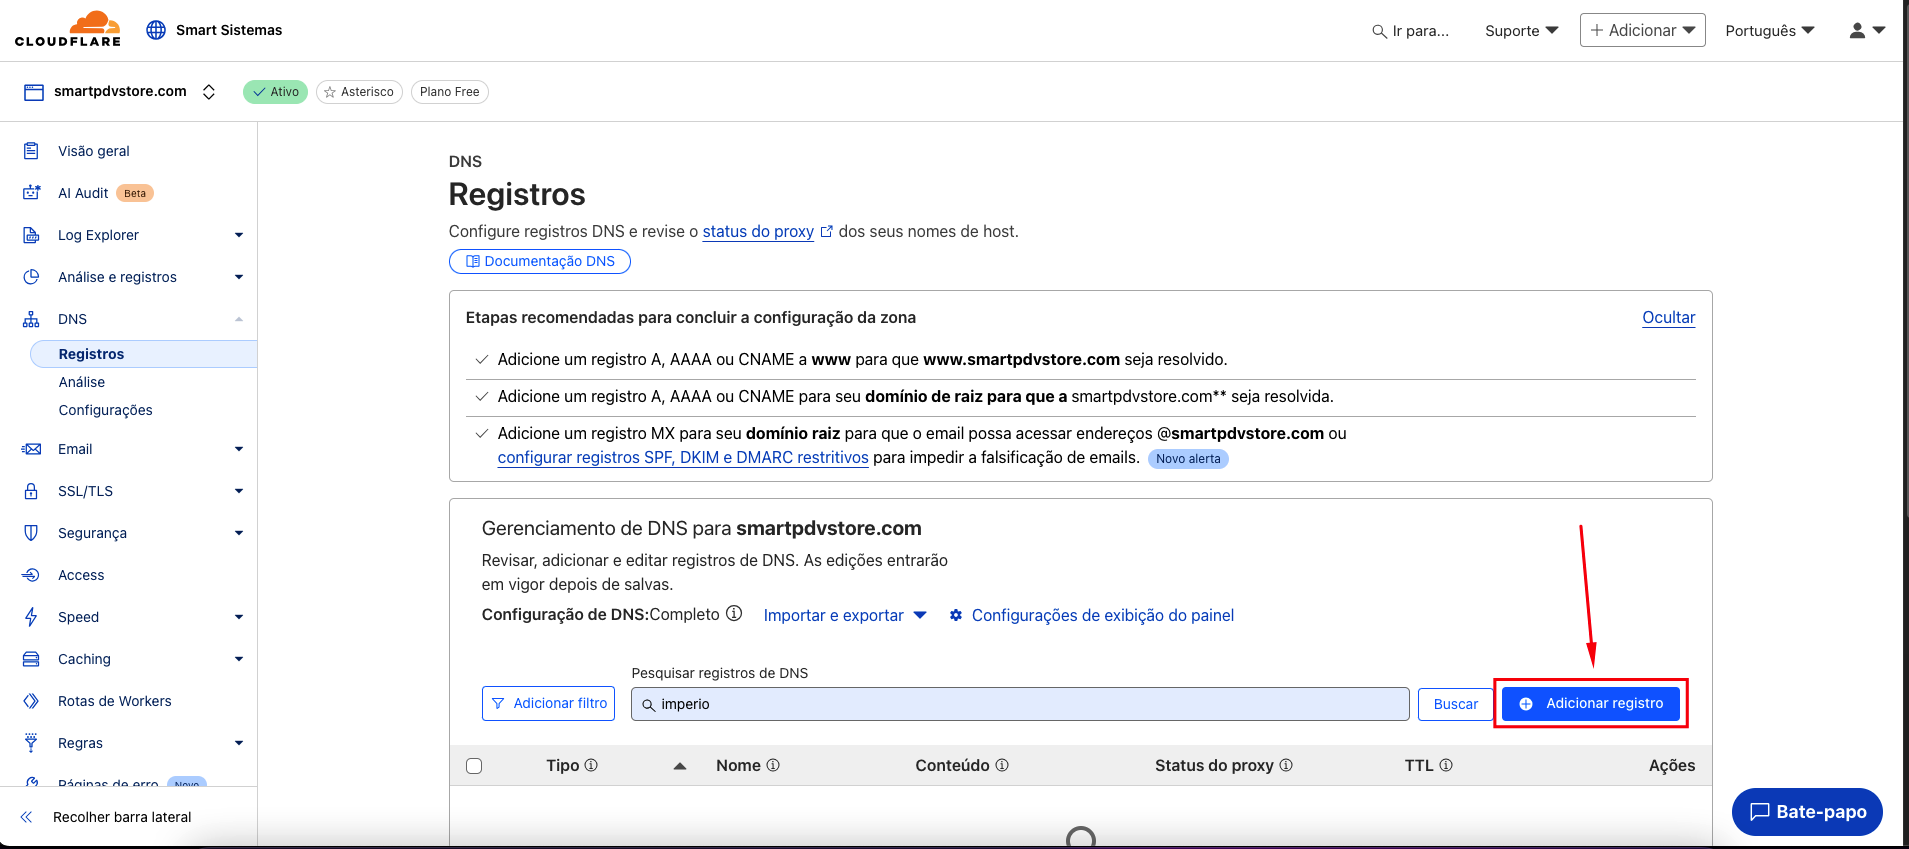 CLOUDFLARE
Smart Sistemas
Ir para...
Suporte
Adicionar
Português
smartpdvstore.com
Ativo
Asterisco
Plano Free
Visão geral
AI Audit Beta
Log Explorer
Análise e registros
DNS
Registros
Análise
Configurações
Email
SSL/TLS
Segurança
Access
Speed
Caching
Rotas de Workers
Regras
Páginas de erro Novo
Recolher barra lateral
DNS
Registros
Configure registros DNS e revise o status do proxy dos seus nomes de host.
Documentação DNS
Etapas recomendadas para concluir a configuração da zona
Ocultar
Adicione um registro A, AAAA ou CNAME a www para que www.smartpdvstore.com seja resolvido.
Adicione um registro A, AAAA ou CNAME para seu domínio de raiz para que a smartpdvstore.com** seja resolvida.
Adicione um registro MX para seu domínio raiz para que o email possa acessar endereços @smartpdvstore.com ou
configurar registros SPF, DKIM e DMARC restritivos para impedir a falsificação de emails. Novo alerta
Gerenciamento de DNS para smartpdvstore.com
Revisar, adicionar e editar registros de DNS. As edições entrarão
em vigor depois de salvas.
Configuração de DNS:Completo
Importar e exportar
Configurações de exibição do painel
Pesquisar registros de DNS
Adicionar filtro
imperio
Buscar
Adicionar registro
Tipo
Nome
Conteúdo
Status do proxy
TTL
Ações
Bate-papo